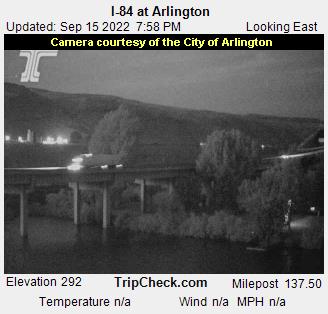 I-84 at Arlington
Updated: Sep 15 2022 7:58 PM Looking East
Camera courtesy of the City of Arlington
Elevation 292 TripCheck.com Milepost 137.50
Temperature n/a Wind n/a MPH n/a